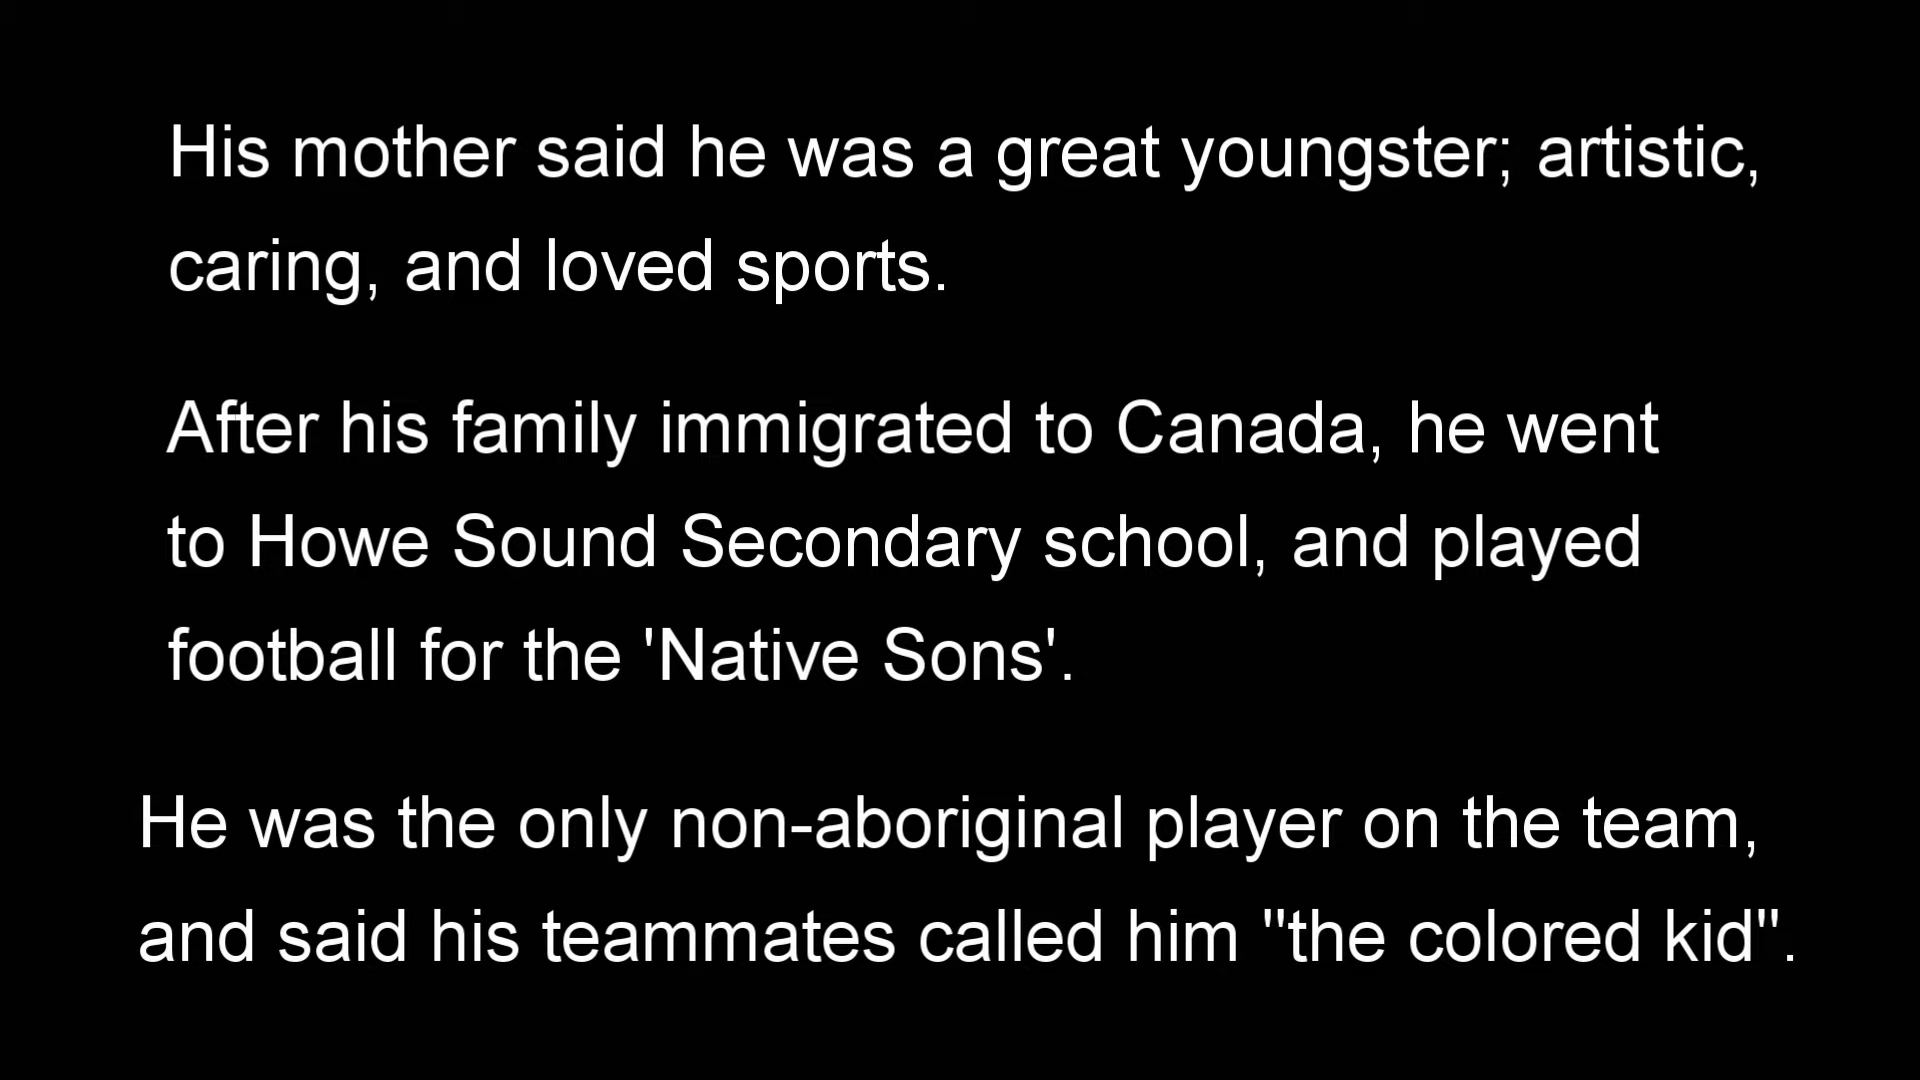 His mother said he was a great youngster; artistic,
caring, and loved sports.
After his family immigrated to Canada, he went
to Howe Sound Secondary school, and played
football for the 'Native Sons'.
He was the only non-aboriginal player on the team,
and said his teammates called him "the colored kid".